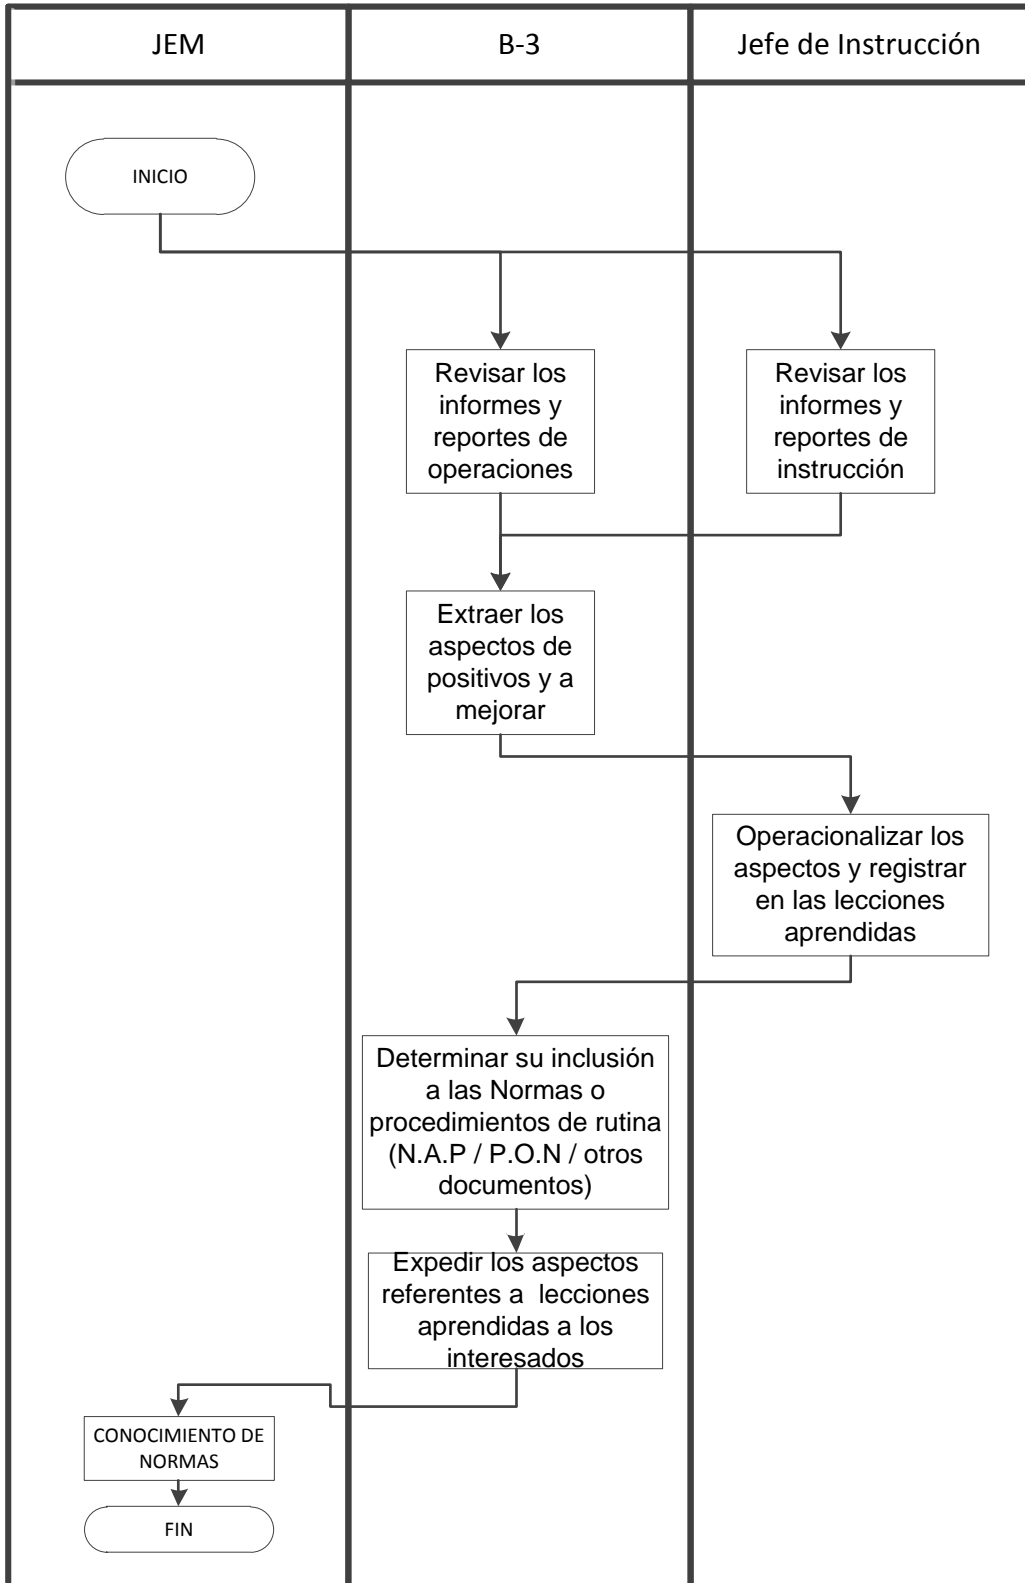 JEM
B-3
Jefe de Instrucción
INICIO
Revisar los
informes y
reportes de
operaciones
Revisar los
informes y
reportes de
instrucción
Extraer los
aspectos de
positivos y a
mejorar
Operacionalizar los
aspectos y registrar
en las lecciones
aprendidas
Determinar su inclusión
a las Normas o
procedimientos de rutina
(N.A.P / P.O.N / otros
documentos)
Expedir los aspectos
referentes a  lecciones
aprendidas a los
interesados
CONOCIMIENTO DE
NORMAS
FIN